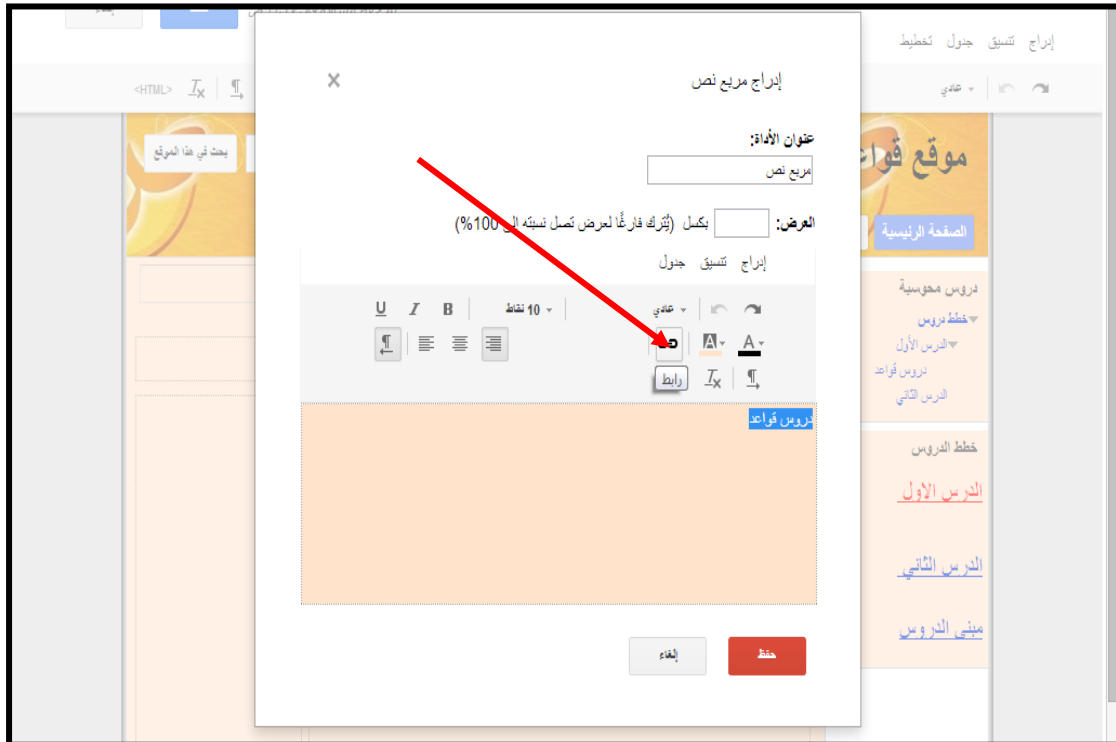 إدراج تنسيق جدول تخطيط
عادي
<HTML>
موقع
بحث في هذا الموقع
الصفحة الرئيسية
دروس محوسبة
خطط دروس
الدرس الأول
دروس قواعد
الدرس الثاني
خطط الدروس
الدرس الاول
الدرس الثاني
مبنى الدروس
إدراج مربع نص
×
عنوان الأداة:
مربع نص
العرض: بكسل (يُترك فارغًا لعرض تصل نسبته إلى 100%)
إدراج تنسيق جدول
عادي 10 نقاط B I U
A A
رابط
دروس قواعد
حفظ إلغاء